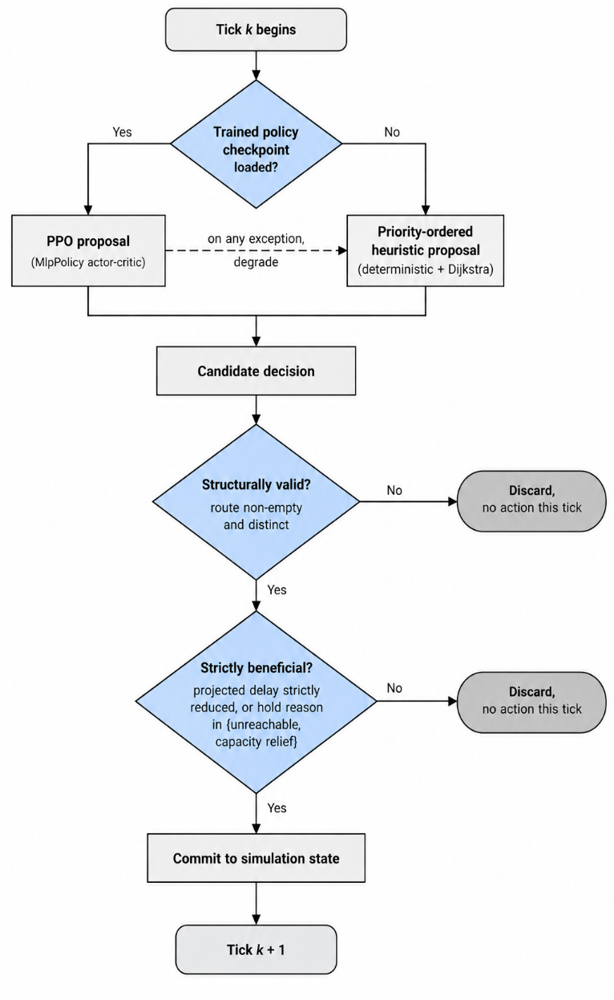 Tick k begins
Trained policy
checkpoint
loaded?
Yes
No
PPO proposal
(MlpPolicy actor-critic)
on any exception,
degrade
Priority-ordered
heuristic proposal
(deterministic + Dijkstra)
Candidate decision
Structurally valid?
route non-empty
and distinct
No
Discard,
no action this tick
Yes
Strictly beneficial?
projected delay strictly
reduced, or hold reason
in {unreachable,
capacity relief}
No
Discard,
no action this tick
Yes
Commit to simulation state
Tick k + 1